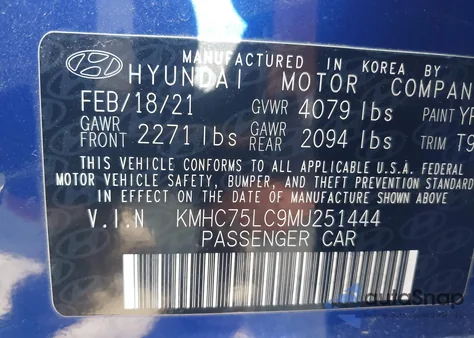 MANUFACTURED IN KOREA BY
HYUNDAI MOTOR COMPANY
FEB/18/21 GVWR 4079 lbs PAINT YP
GAWR FRONT 2271 lbs GAWR REAR 2094 lbs TRIM T9
THIS VEHICLE CONFORMS TO ALL APPLICABLE U.S.A. FEDERAL
MOTOR VEHICLE SAFETY, BUMPER, AND THEFT PREVENTION STANDARD
IN EFFECT ON THE DATE OF MANUFACTURE SHOWN ABOVE.
V.I.N KMHC75LC9MU251444
PASSENGER CAR
autoSnap